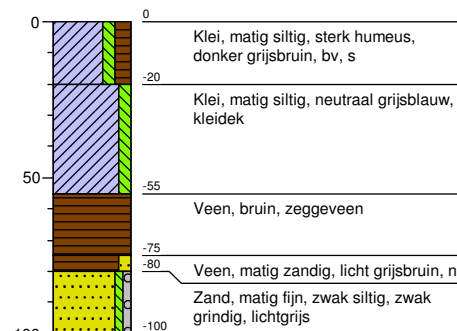 0
0
Klei, matig siltig, sterk humeus,
donker grijsbruin, bv, s
-20
Klei, matig siltig, neutraal grijsblauw,
kleidek
50
-55
Veen, bruin, zeggeveen
-75
-80
Veen, matig zandig, licht grijsbruin, n
Zand, matig fijn, zwak siltig, zwak
grindig, lichtgrijs
-100
100